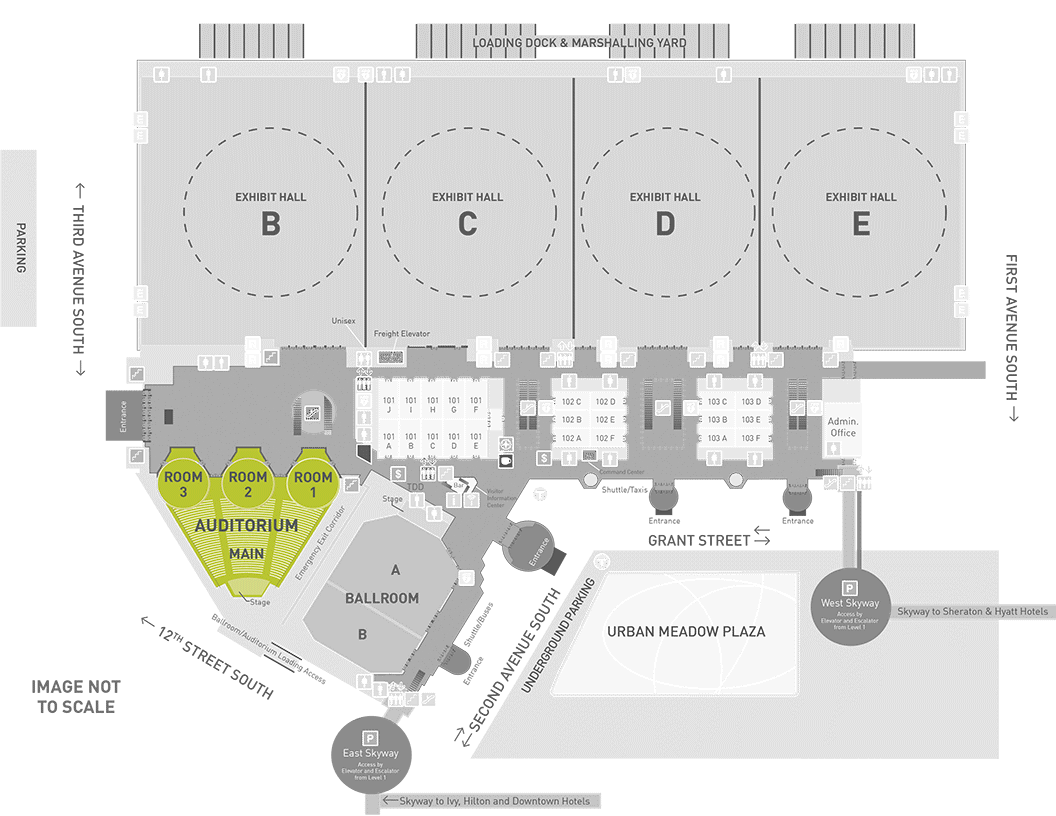 LOADING DOCK & MARSHALLING YARD
EXHIBIT HALL
B
EXHIBIT HALL
C
EXHIBIT HALL
D
EXHIBIT HALL
E
PARKING
THIRD AVENUE SOUTH
FIRST AVENUE SOUTH
Unisex
Freight Elevator
Entrance
101
J
101
I
101
H
101
G
101
F
101
A
101
B
101
C
101
D
101
E
102 C
102 D
102 B
102 E
102 A
102 F
103 C
103 D
103 B
103 E
103 A
103 F
Admin.
Office
Command Center
ROOM
3
ROOM
2
ROOM
1
AUDITORIUM
MAIN
Stage
Emergency Exit Corridor
$
$
TDD
Stage
Bar
Visitor
Information
Center
Shuttle/Taxis
Entrance
Entrance
GRANT STREET
Entrance
A
BALLROOM
B
Shuttle/Buses
Entrance
Ballroom/Auditorium Loading Access
12TH STREET SOUTH
SECOND AVENUE SOUTH
UNDERGROUND PARKING
URBAN MEADOW PLAZA
P
West Skyway
Access by
Elevator and Escalator
from Level 1
Skyway to Sheraton & Hyatt Hotels
IMAGE NOT
TO SCALE
P
East Skyway
Access by
Elevator and Escalator
from Level 1
Skyway to Ivy, Hilton and Downtown Hotels